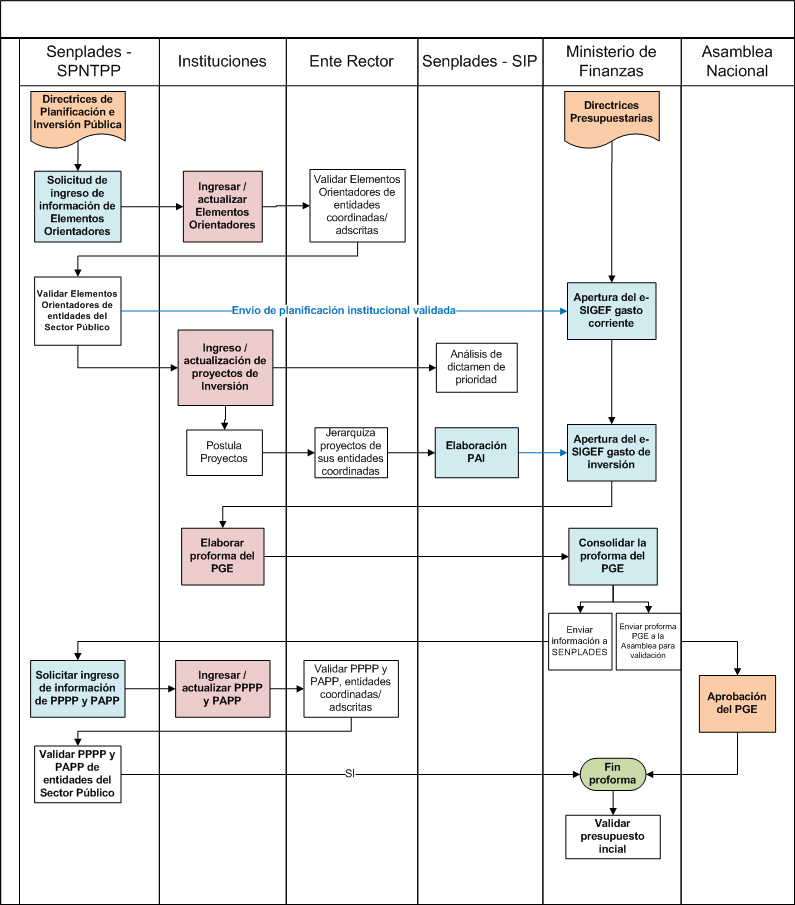 Senplades -
SPNTPP
Instituciones
Ente Rector
Senplades - SIP
Ministerio de
Finanzas
Asamblea
Nacional
Directrices de
Planificación e
Inversión Pública
Directrices
Presupuestarias
Solicitud de
ingreso de
información de
Elementos
Orientadores
Ingresar /
actualizar
Elementos
Orientadores
Validar Elementos
Orientadores de
entidades
coordinadas/
adscritas
Validar Elementos
Orientadores de
entidades del
Sector Público
Envío de planificación institucional validada
Apertura del e-
SIGEF gasto
corriente
Ingreso /
actualización de
proyectos de
Inversión
Análisis de
dictamen de
prioridad
Postula
Proyectos
Jerarquiza
proyectos de
sus entidades
coordinadas
Elaboración
PAI
Apertura del e-
SIGEF gasto de
inversión
Elaborar
proforma del
PGE
Consolidar la
proforma del
PGE
Enviar
información a
SENPLADES
Enviar proforma
PGE a la
Asamblea para
validación
Solicitar ingreso
de información
de PPPP y PAPP
Ingresar /
actualizar PPPP
y PAPP
Validar PPPP y
PAPP, entidades
coordinadas/
adscritas
Aprobación
del PGE
Validar PPPP y
PAPP de
entidades del
Sector Público
SI
Fin
proforma
Validar
presupuesto
incial